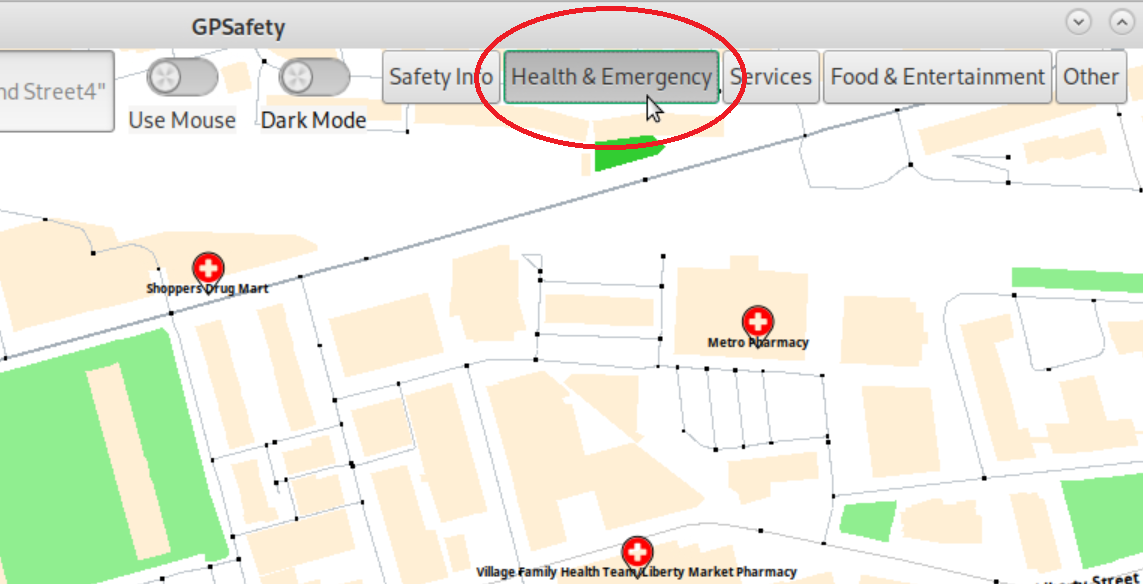 GPSafety
nd Street4"
Use Mouse
Dark Mode
Safety Info
Health & Emergency
Services
Food & Entertainment
Other
Shoppers Drug Mart
Metro Pharmacy
Village Family Health Team/Liberty Market Pharmacy
Street